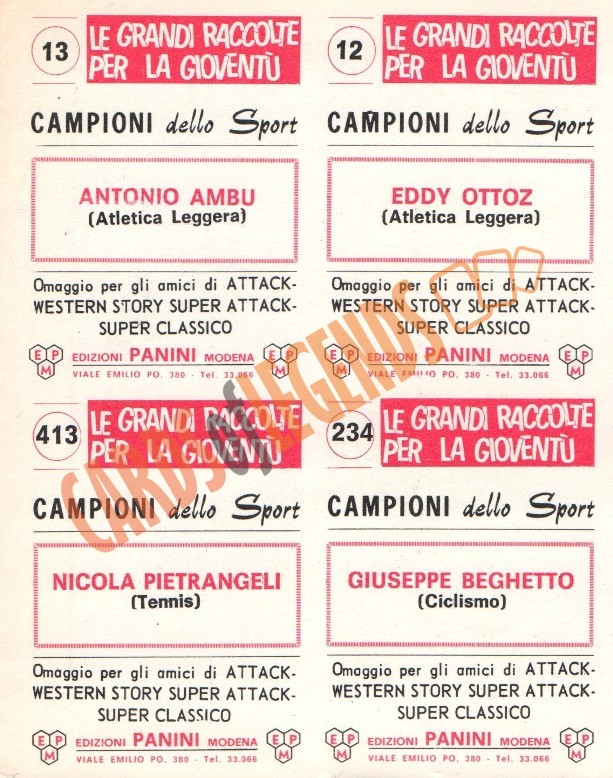 13
LE GRANDI RACCOLTE
PER LA GIOVENTÙ
CAMPIONI dello Sport
ANTONIO AMBU
(Atletica Leggera)
Omaggio per gli amici di ATTACK-
WESTERN STORY SUPER ATTACK-
SUPER CLASSICO
EPM EDIZIONI PANINI MODENA EPM
VIALE EMILIO PO, 380 - Tel. 33.066
12
LE GRANDI RACCOLTE
PER LA GIOVENTÙ
CAMPIONI dello Sport
EDDY OTTOZ
(Atletica Leggera)
Omaggio per gli amici di ATTACK-
WESTERN STORY SUPER ATTACK-
SUPER CLASSICO
EPM EDIZIONI PANINI MODENA EPM
VIALE EMILIO PO, 380 - Tel. 33.066
413
LE GRANDI RACCOLTE
PER LA GIOVENTÙ
CAMPIONI dello Sport
NICOLA PIETRANGELI
(Tennis)
Omaggio per gli amici di ATTACK-
WESTERN STORY SUPER ATTACK-
SUPER CLASSICO
EPM EDIZIONI PANINI MODENA EPM
VIALE EMILIO PO, 380 - Tel. 33.066
234
LE GRANDI RACCOLTE
PER LA GIOVENTÙ
CAMPIONI dello Sport
GIUSEPPE BEGHETTO
(Ciclismo)
Omaggio per gli amici di ATTACK-
WESTERN STORY SUPER ATTACK-
SUPER CLASSICO
EPM EDIZIONI PANINI MODENA EPM
VIALE EMILIO PO, 380 - Tel. 33.066
CARDS of LEGENDS